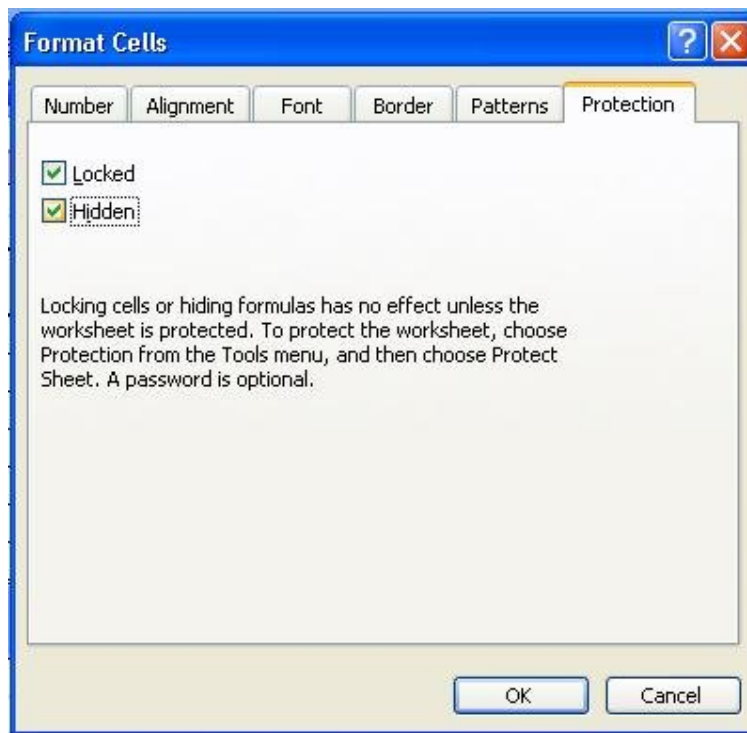 Format Cells
?
Number Alignment Font Border Patterns Protection
Locked
Hidden
Locking cells or hiding formulas has no effect unless the
worksheet is protected. To protect the worksheet, choose
Protection from the Tools menu, and then choose Protect
Sheet. A password is optional.
OK Cancel